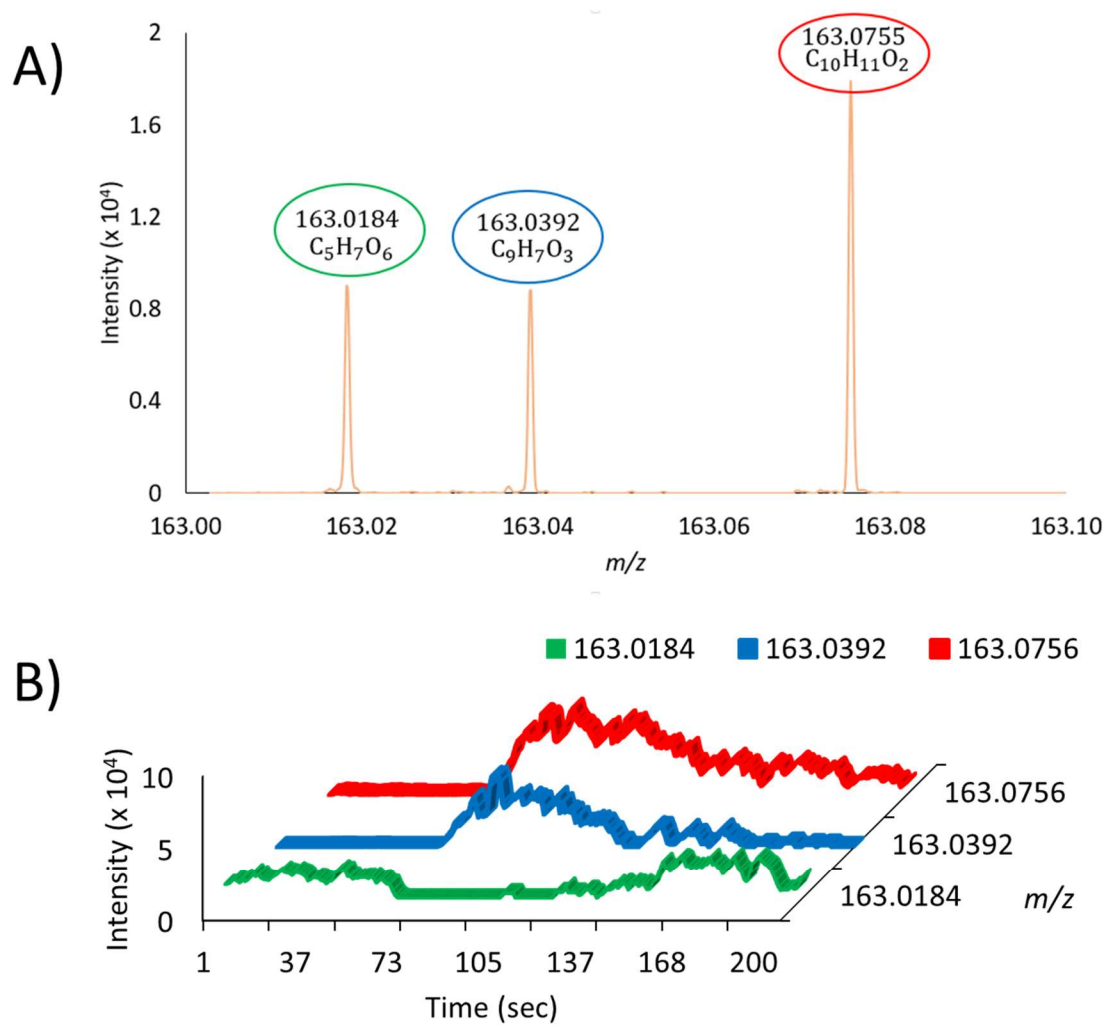 A)
2
1.6
1.2
0.8
0.4
0
Intensity (x 10⁴)
163.0184
C₅H₇O₆
163.0392
C₉H₇O₃
163.0755
C₁₀H₁₁O₂
163.00 163.02 163.04 163.06 163.08 163.10
m/z
B)
163.0184 163.0392 163.0756
10
5
0
Intensity (x 10⁴)
163.0756
163.0392
163.0184
m/z
1 37 73 105 137 168 200
Time (sec)